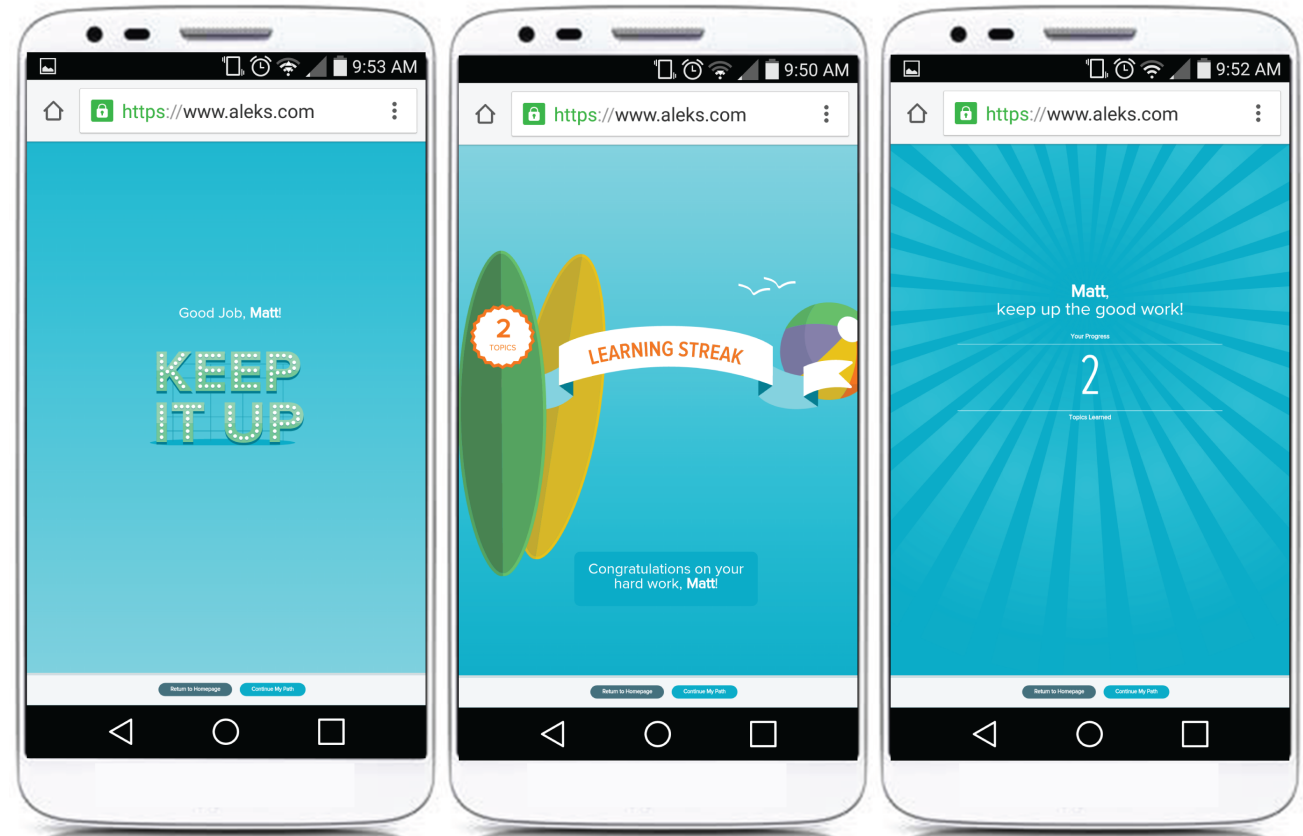 9:53 AM
https://www.aleks.com
Good Job, Matt!
KEEP
IT UP
Return to Homepage
Continue My Path
9:50 AM
https://www.aleks.com
2
TOPICS
LEARNING STREAK
Congratulations on your
hard work, Matt!
Return to Homepage
Continue My Path
9:52 AM
https://www.aleks.com
Matt,
keep up the good work!
Your Progress
2
Topics Learned
Return to Homepage
Continue My Path